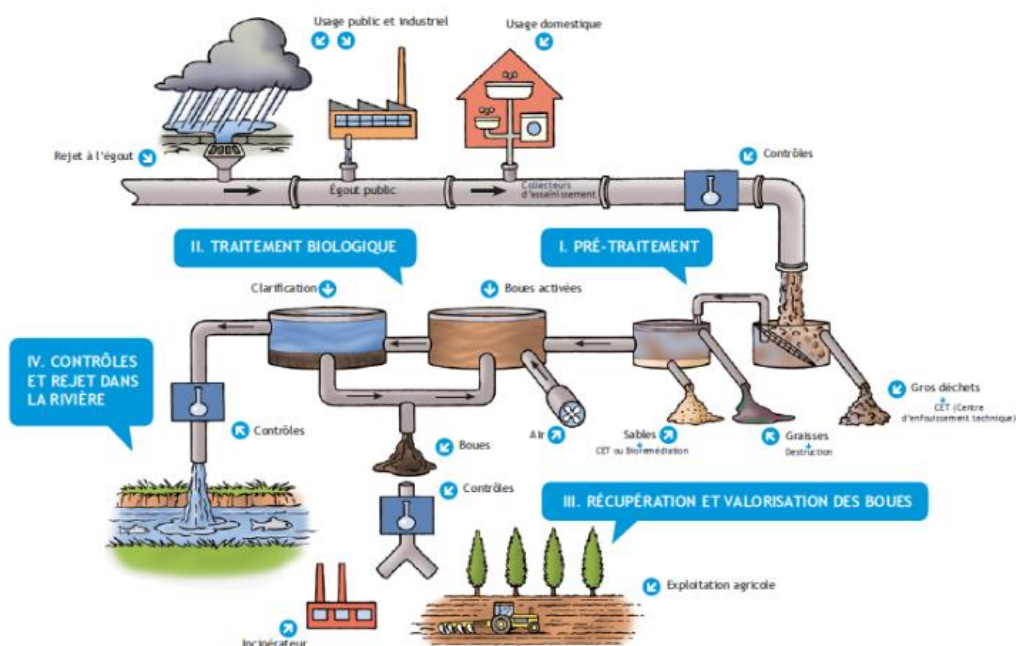 Usage public et industriel
Usage domestique
Rejet à l'égout
Égout public
Collecteurs
d'assainissement
Contrôles
II. TRAITEMENT BIOLOGIQUE
I. PRÉ-TRAITEMENT
Clarification
Boues activées
IV. CONTRÔLES
ET REJET DANS
LA RIVIÈRE
Contrôles
Boues
Air
Sables
CET ou Bioremédiation
Graisses
Destruction
Gros déchets
CET (Centre
d'enfouissement technique)
Contrôles
III. RÉCUPÉRATION ET VALORISATION DES BOUES
Exploitation agricole
Incinérateur